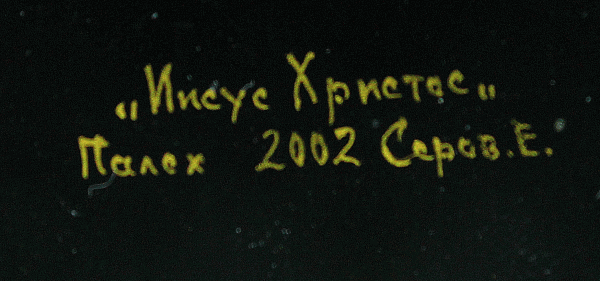 „Иисус Христос„
Палех 2002 Серов.Е.